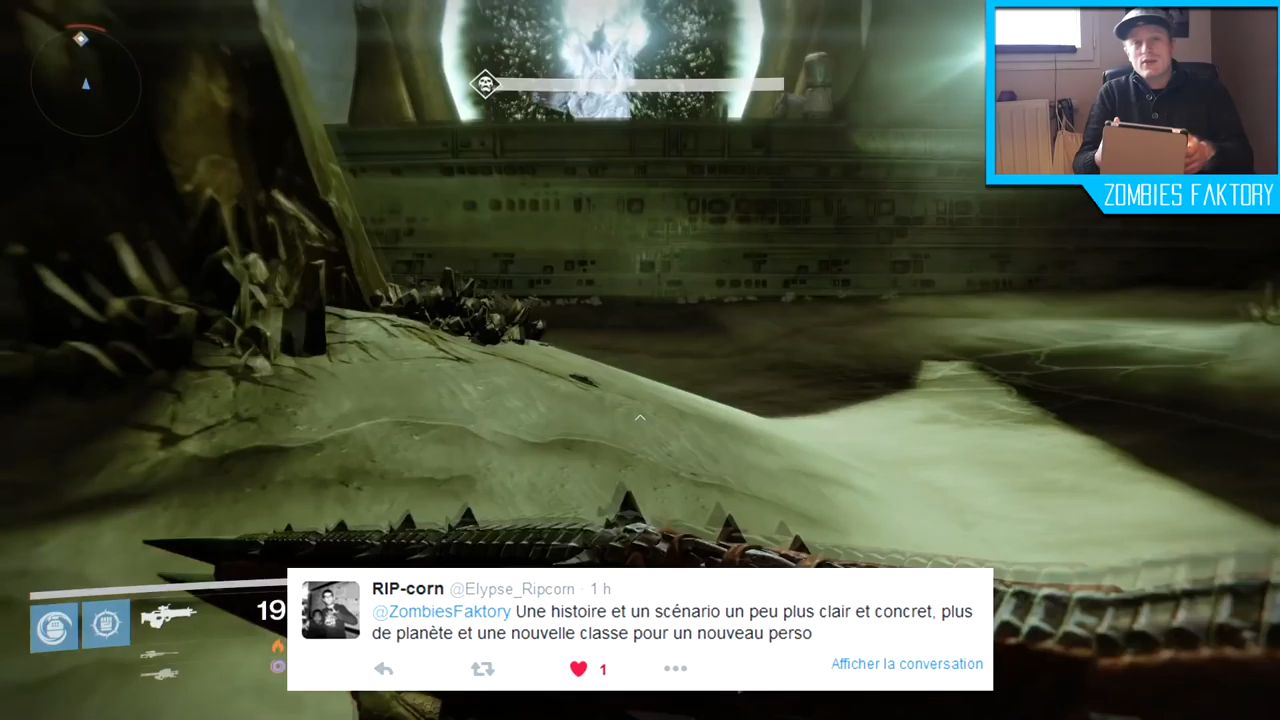 ZOMBIES FAKTORY
19
RIP-corn @Elypse_Ripcorn · 1 h
@ZombiesFaktory Une histoire et un scénario un peu plus clair et concret, plus
de planète et une nouvelle classe pour un nouveau perso
1
Afficher la conversation